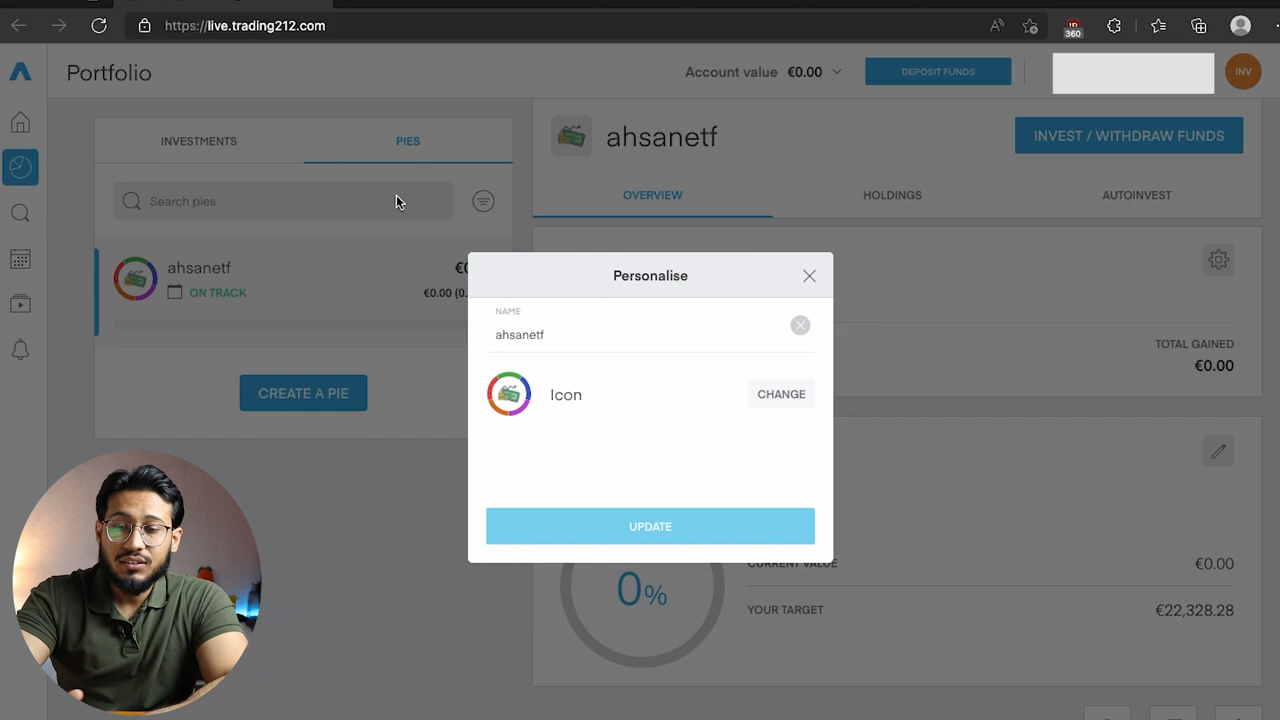 https://live.trading212.com
360
Portfolio
Account value €0.00
DEPOSIT FUNDS
INV
INVESTMENTS
PIES
Search pies
ahsanetf
ON TRACK
€0.00 (0.
CREATE A PIE
ahsanetf
INVEST / WITHDRAW FUNDS
OVERVIEW
HOLDINGS
AUTOINVEST
TOTAL GAINED
€0.00
Personalise
NAME
ahsanetf
Icon
CHANGE
UPDATE
0%
CURRENT VALUE
€0.00
YOUR TARGET
€22,328.28